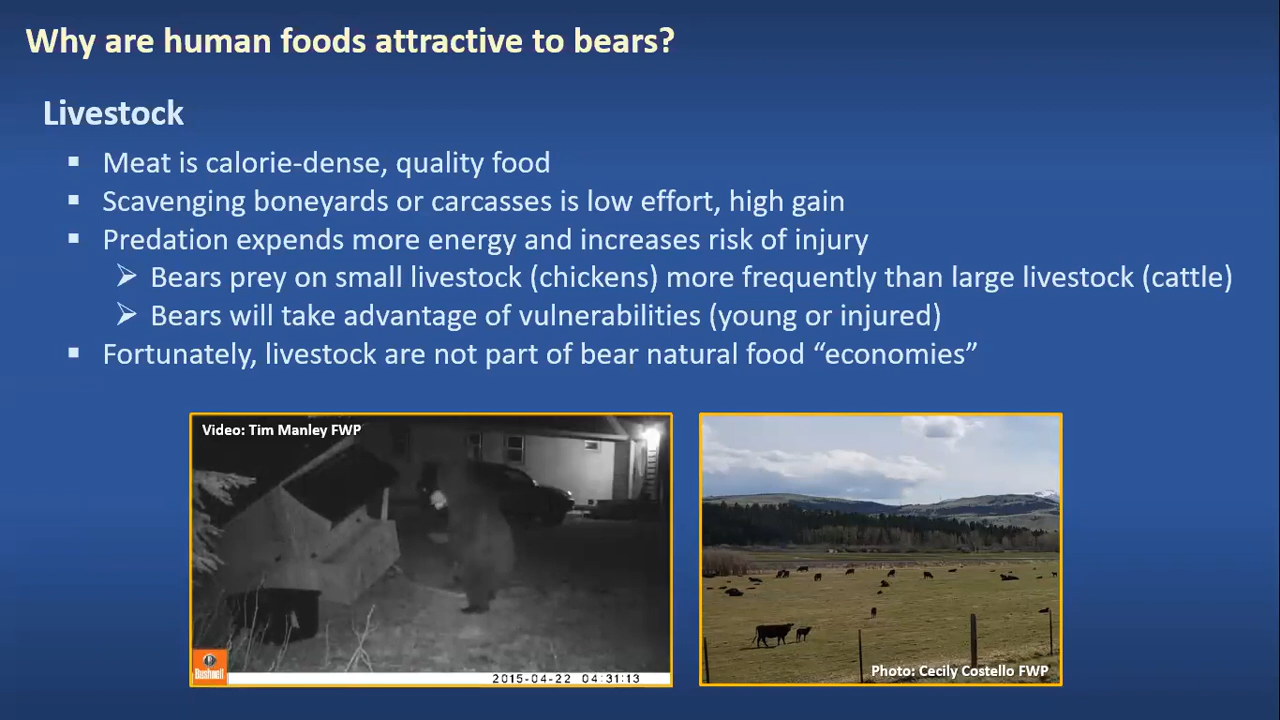 Why are human foods attractive to bears?
Livestock
▪ Meat is calorie-dense, quality food
▪ Scavenging boneyards or carcasses is low effort, high gain
▪ Predation expends more energy and increases risk of injury
➢ Bears prey on small livestock (chickens) more frequently than large livestock (cattle)
➢ Bears will take advantage of vulnerabilities (young or injured)
▪ Fortunately, livestock are not part of bear natural food “economies”
Video: Tim Manley FWP
Bushnell
2015-04-22 04:31:13
Photo: Cecily Costello FWP